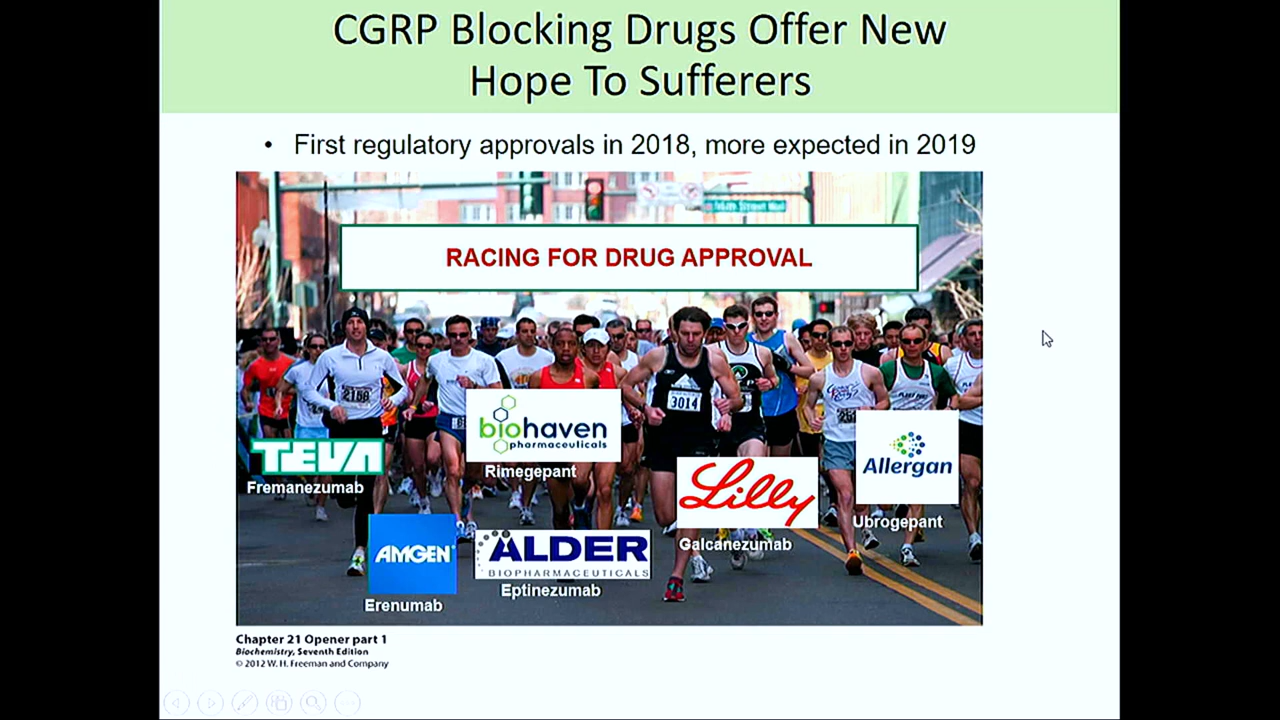 CGRP Blocking Drugs Offer New
Hope To Sufferers
• First regulatory approvals in 2018, more expected in 2019
RACING FOR DRUG APPROVAL
2158
3014
TEVA
Fremanezumab
biohaven
pharmaceuticals
Rimegepant
Lilly
Galcanezumab
Allergan
Ubrogepant
AMGEN
Erenumab
ALDER
BIOPHARMACEUTICALS
Eptinezumab
Chapter 21 Opener part 1
Biochemistry, Seventh Edition
© 2012 W. H. Freeman and Company